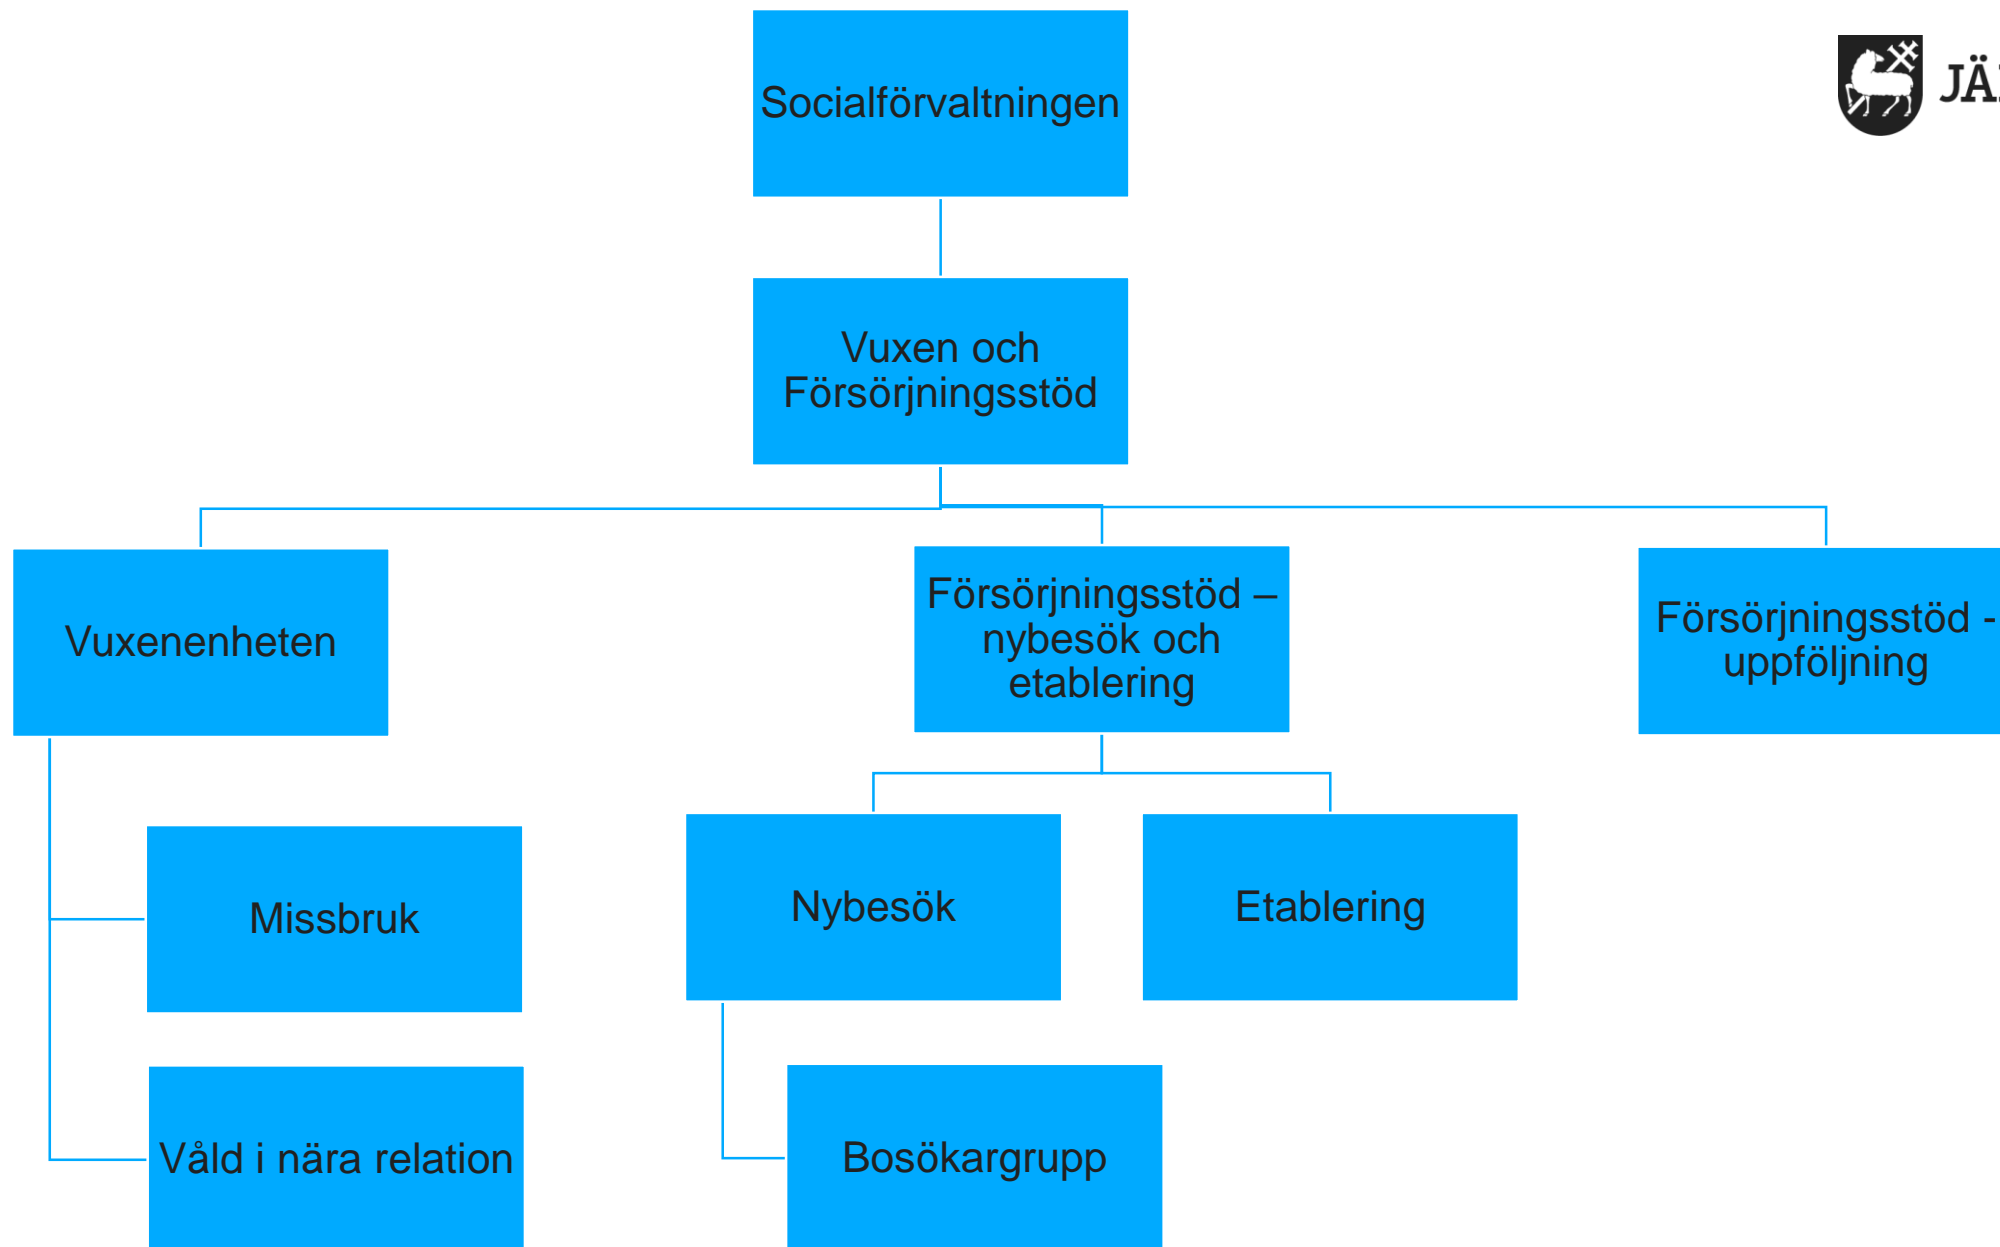 Socialförvaltningen
Vuxen och
Försörjningsstöd
Vuxenenheten
Försörjningsstöd –
nybesök och
etablering
Försörjningsstöd -
uppföljning
Missbruk
Nybesök
Etablering
Våld i nära relation
Bosökargrupp